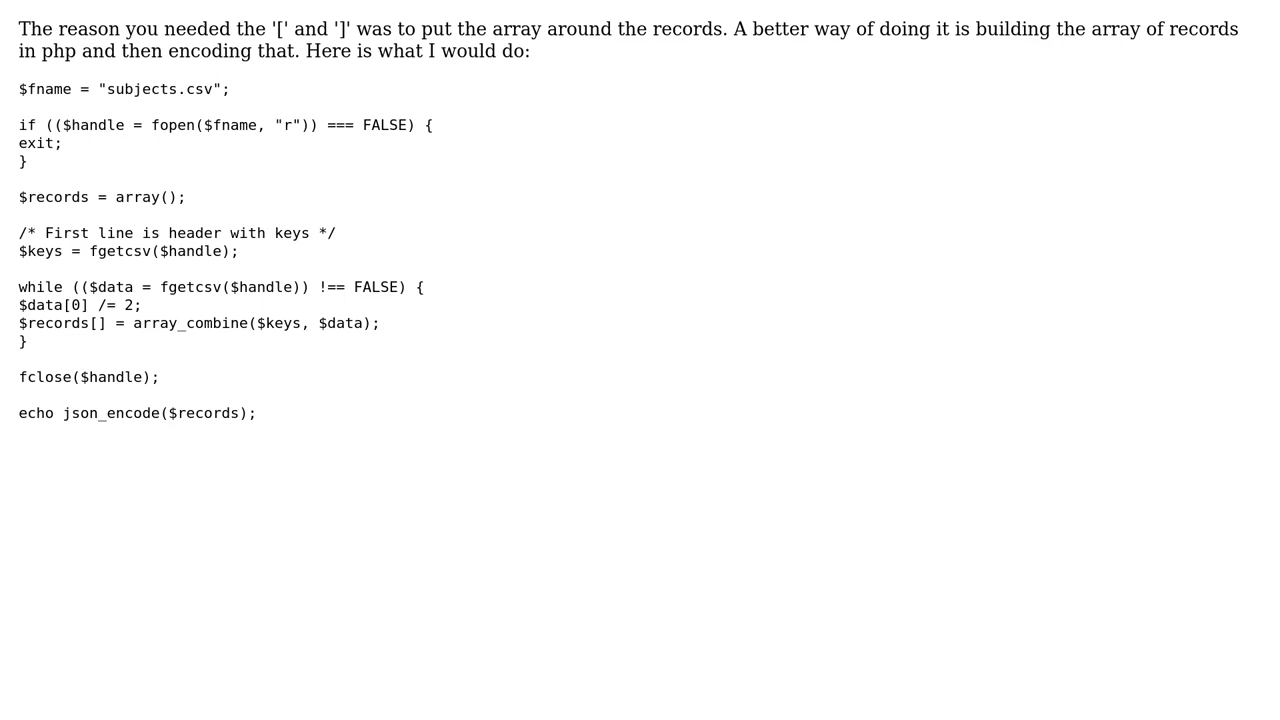 The reason you needed the '[' and ']' was to put the array around the records. A better way of doing it is building the array of records
in php and then encoding that. Here is what I would do:
$fname = "subjects.csv";
if (($handle = fopen($fname, "r")) === FALSE) {
exit;
}
$records = array();
/* First line is header with keys */
$keys = fgetcsv($handle);
while (($data = fgetcsv($handle)) !== FALSE) {
$data[0] /= 2;
$records[] = array_combine($keys, $data);
}
fclose($handle);
echo json_encode($records);